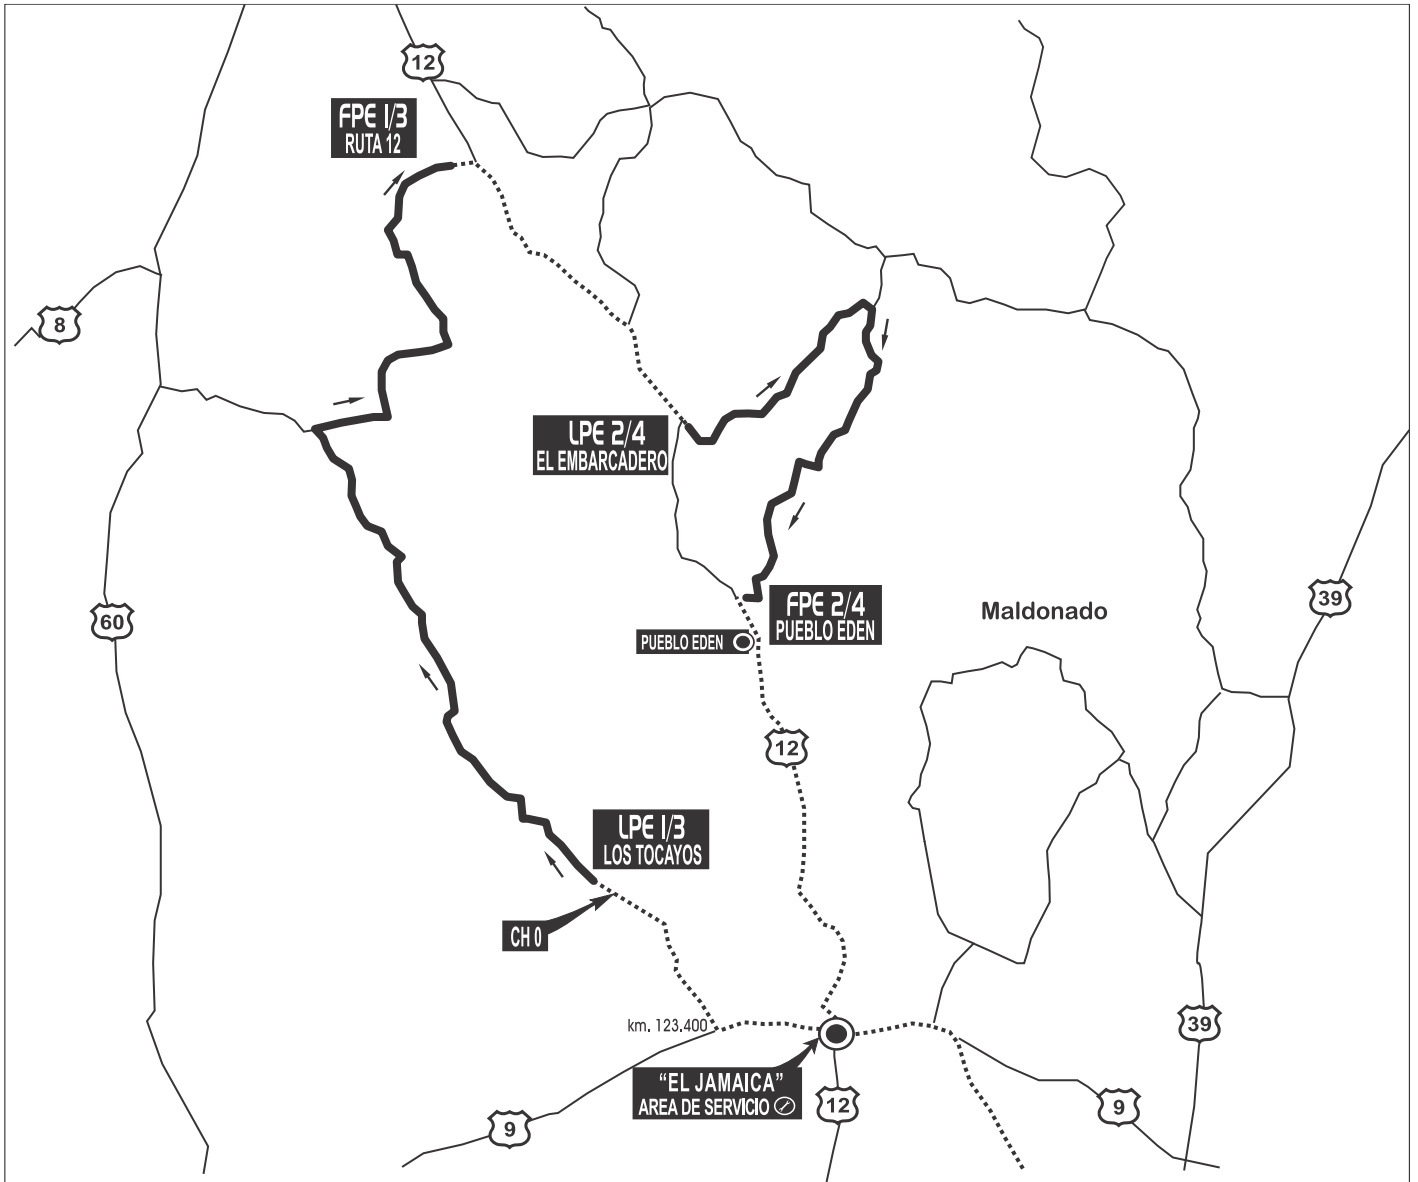 12
FPE 1/3
RUTA 12
8
LPE 2/4
EL EMBARCADERO
FPE 2/4
PUEBLO EDEN
Maldonado
39
60
PUEBLO EDEN
12
LPE 1/3
LOS TOCAYOS
CH 0
km. 123.400
39
"EL JAMAICA"
AREA DE SERVICIO
12
9
9